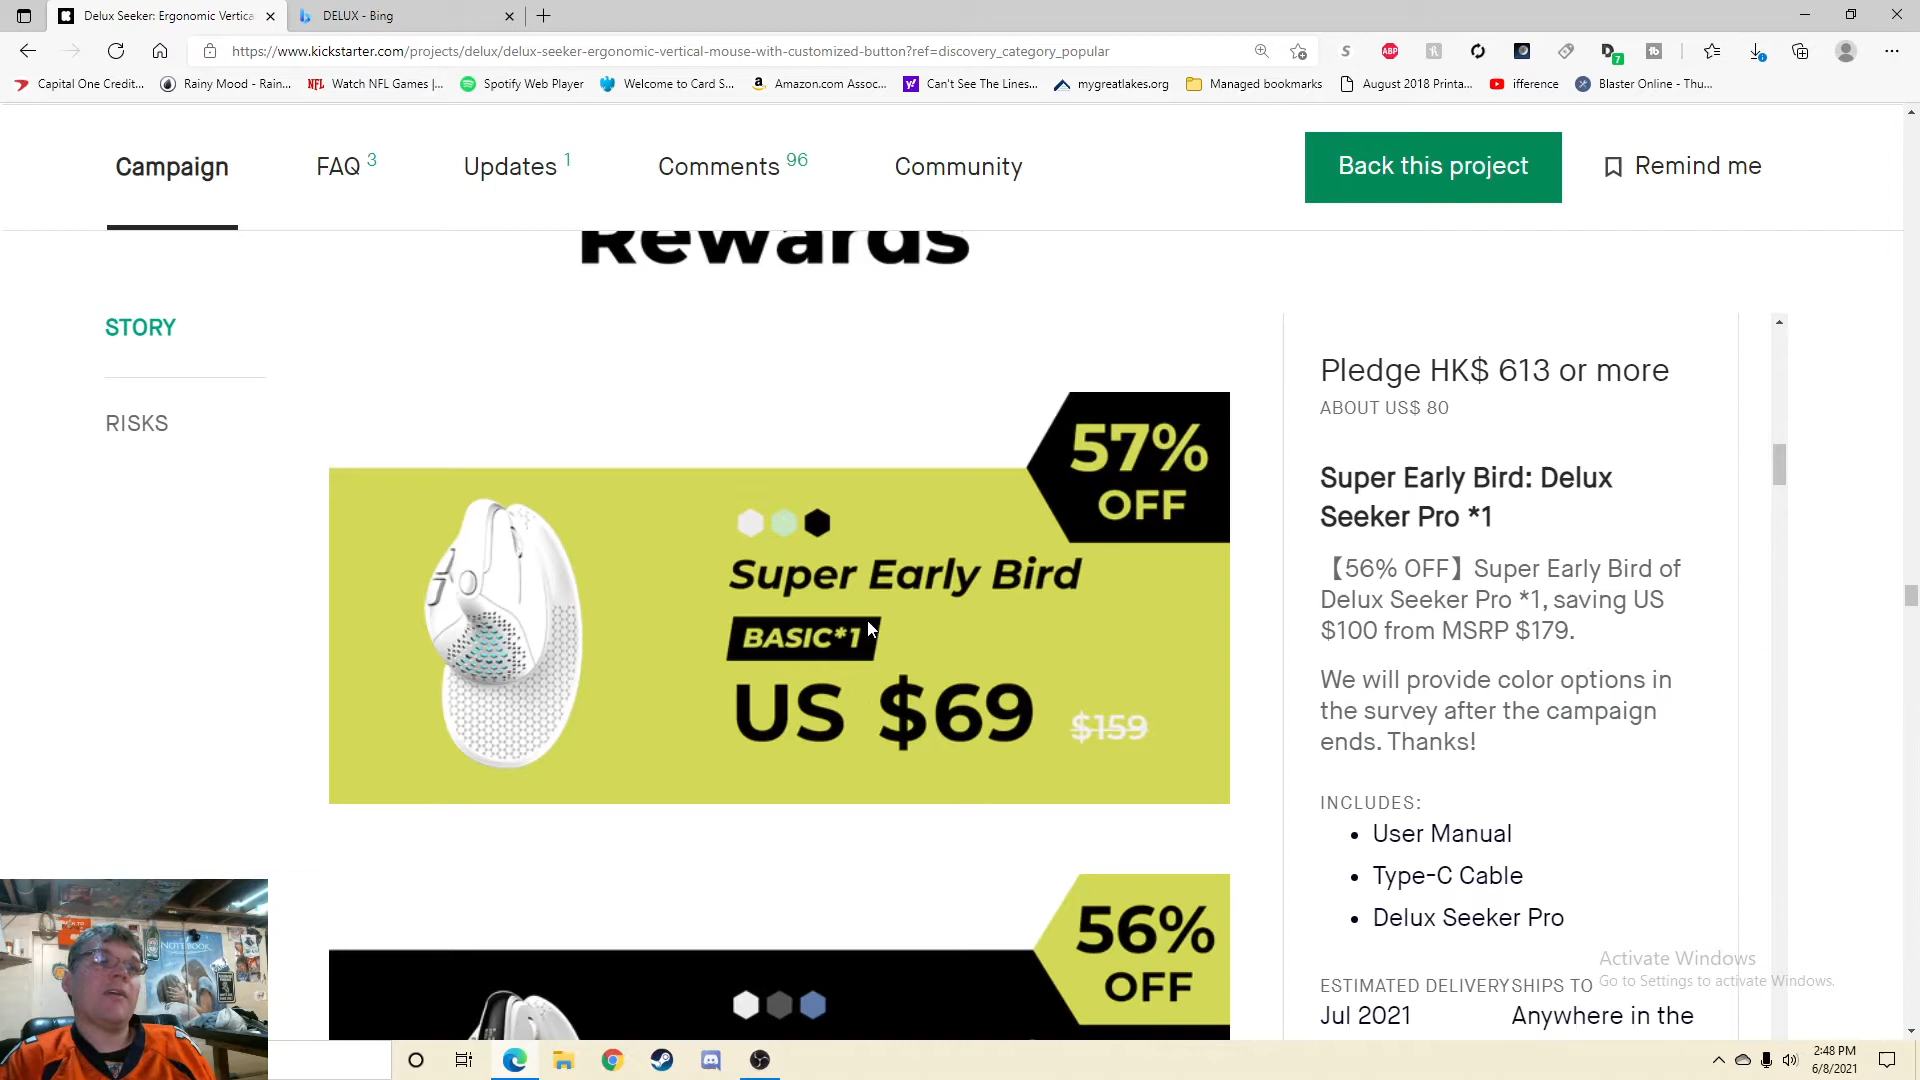 Delux Seeker: Ergonomic Vertica
DELUX - Bing
https://www.kickstarter.com/projects/delux/delux-seeker-ergonomic-vertical-mouse-with-customized-button?ref=discovery_category_popular
Capital One Credit...
Rainy Mood - Rain...
NFL
Watch NFL Games |...
Spotify Web Player
Welcome to Card S...
Amazon.com Assoc...
Can't See The Lines...
mygreatlakes.org
Managed bookmarks
August 2018 Printa...
ifference
Blaster Online - Thu...
ABP
7
tb
Campaign
FAQ 3
Updates 1
Comments 96
Community
Back this project
Remind me
Rewards
STORY
RISKS
57%
OFF
Super Early Bird
BASIC*1
US $69 $159
56%
OFF
Pledge HK$ 613 or more
ABOUT US$ 80
Super Early Bird: Delux
Seeker Pro *1
【56% OFF】Super Early Bird of
Delux Seeker Pro *1, saving US
$100 from MSRP $179.
We will provide color options in
the survey after the campaign
ends. Thanks!
INCLUDES:
• User Manual
• Type-C Cable
• Delux Seeker Pro
ESTIMATED DELIVERY
Jul 2021
SHIPS TO
Anywhere in the
Activate Windows
Go to Settings to activate Windows.
NOTEBOOK
2:48 PM
6/8/2021